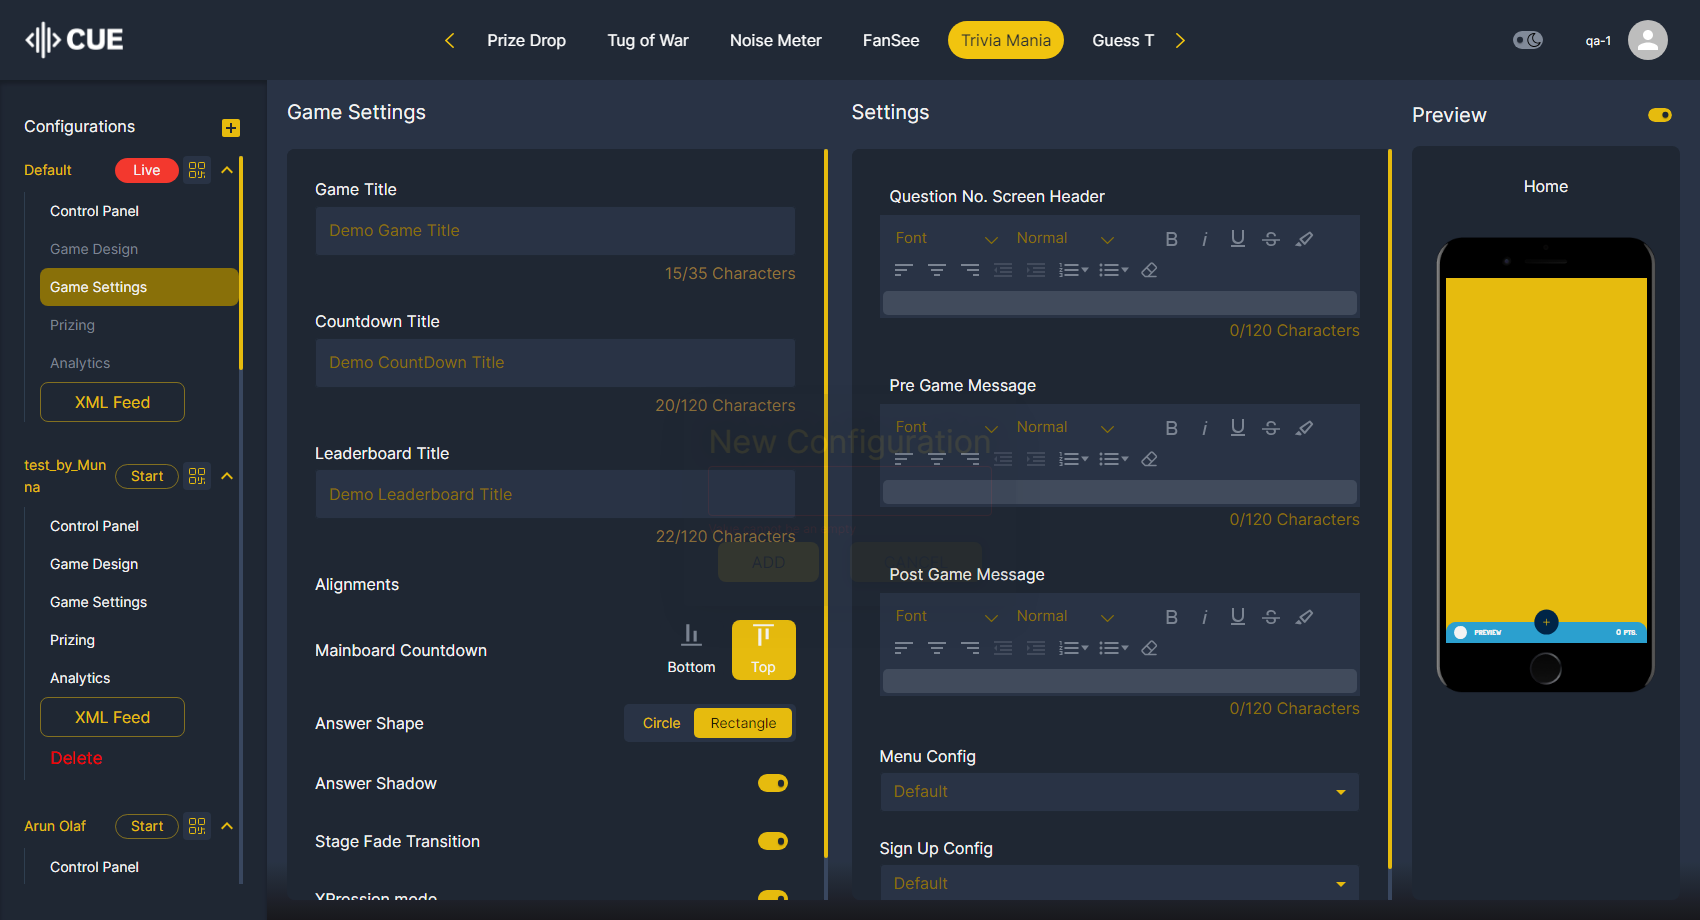 CUE
Prize Drop
Tug of War
Noise Meter
FanSee
Trivia Mania
Guess T
qa-1
Configurations
Default
Live
Control Panel
Game Design
Game Settings
Prizing
Analytics
XML Feed
test_by_Mun
na
Start
Control Panel
Game Design
Game Settings
Prizing
Analytics
XML Feed
Delete
Arun Olaf
Start
Control Panel
Game Settings
Game Title
Demo Game Title
15/35 Characters
Countdown Title
Demo CountDown Title
20/120 Characters
Leaderboard Title
Demo Leaderboard Title
22/120 Characters
Alignments
Mainboard Countdown
Bottom
Top
Answer Shape
Circle
Rectangle
Answer Shadow
Stage Fade Transition
XPression mode
New Configuration
ADD
CANCEL
Settings
Question No. Screen Header
Font
Normal
0/120 Characters
Pre Game Message
Font
Normal
0/120 Characters
Post Game Message
Font
Normal
0/120 Characters
Menu Config
Default
Sign Up Config
Default
Preview
Home
PREVIEW
0 PTS.